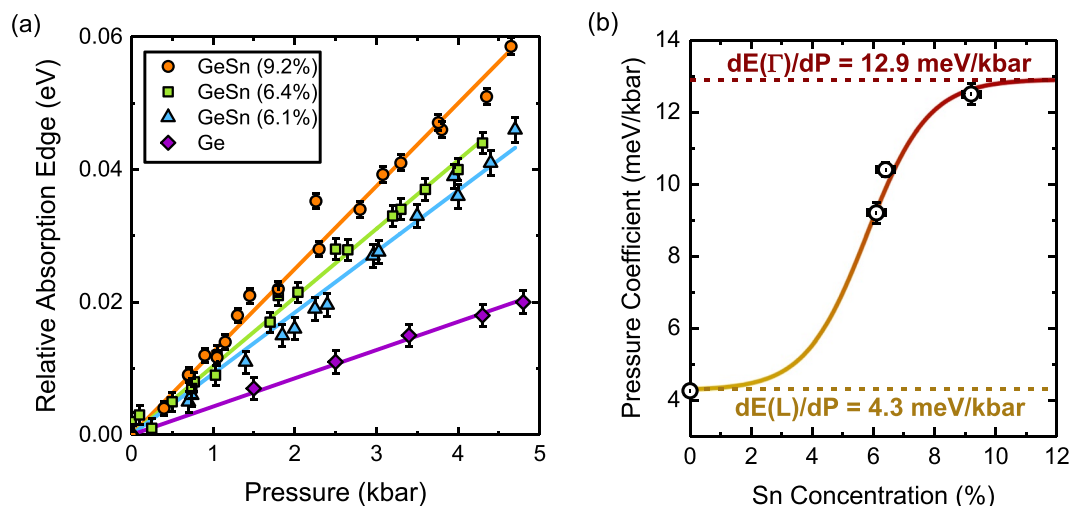 (a)
0.06
0.04
0.02
0.00
Relative Absorption Edge (eV)
GeSn (9.2%)
GeSn (6.4%)
GeSn (6.1%)
Ge
0
1
2
3
4
5
Pressure (kbar)
(b)
14
12
10
8
6
4
Pressure Coefficient (meV/kbar)
dE(Γ)/dP = 12.9 meV/kbar
dE(L)/dP = 4.3 meV/kbar
0
2
4
6
8
10
12
Sn Concentration (%)